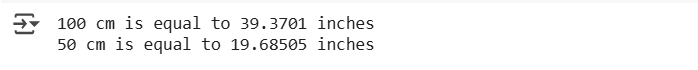 100 cm is equal to 39.3701 inches
50 cm is equal to 19.68505 inches